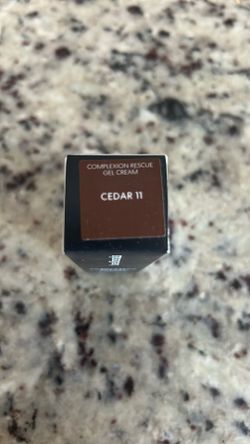 COMPLEXION RESCUE
GEL CREAM
CEDAR 11